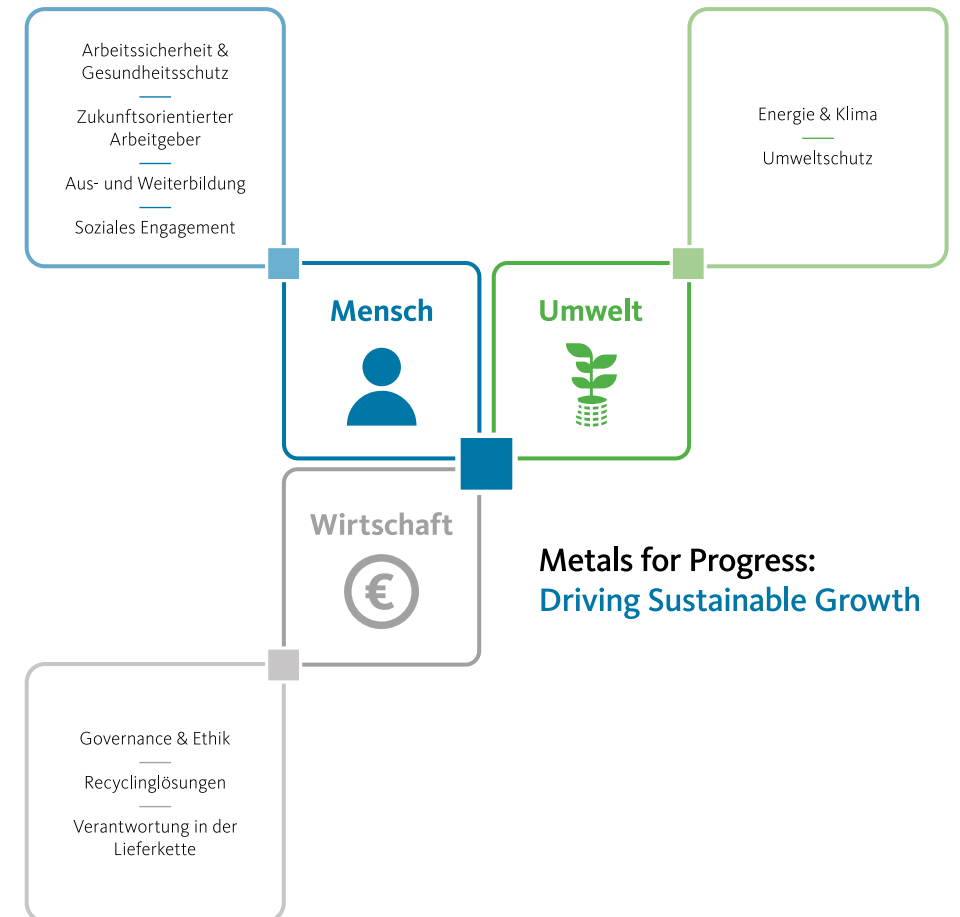 Arbeitssicherheit &
Gesundheitsschutz
Zukunftsorientierter
Arbeitgeber
Aus- und Weiterbildung
Soziales Engagement
Energie & Klima
Umweltschutz
Mensch
Umwelt
Wirtschaft
€
Metals for Progress:
Driving Sustainable Growth
Governance & Ethik
Recyclinglösungen
Verantwortung in der
Lieferkette